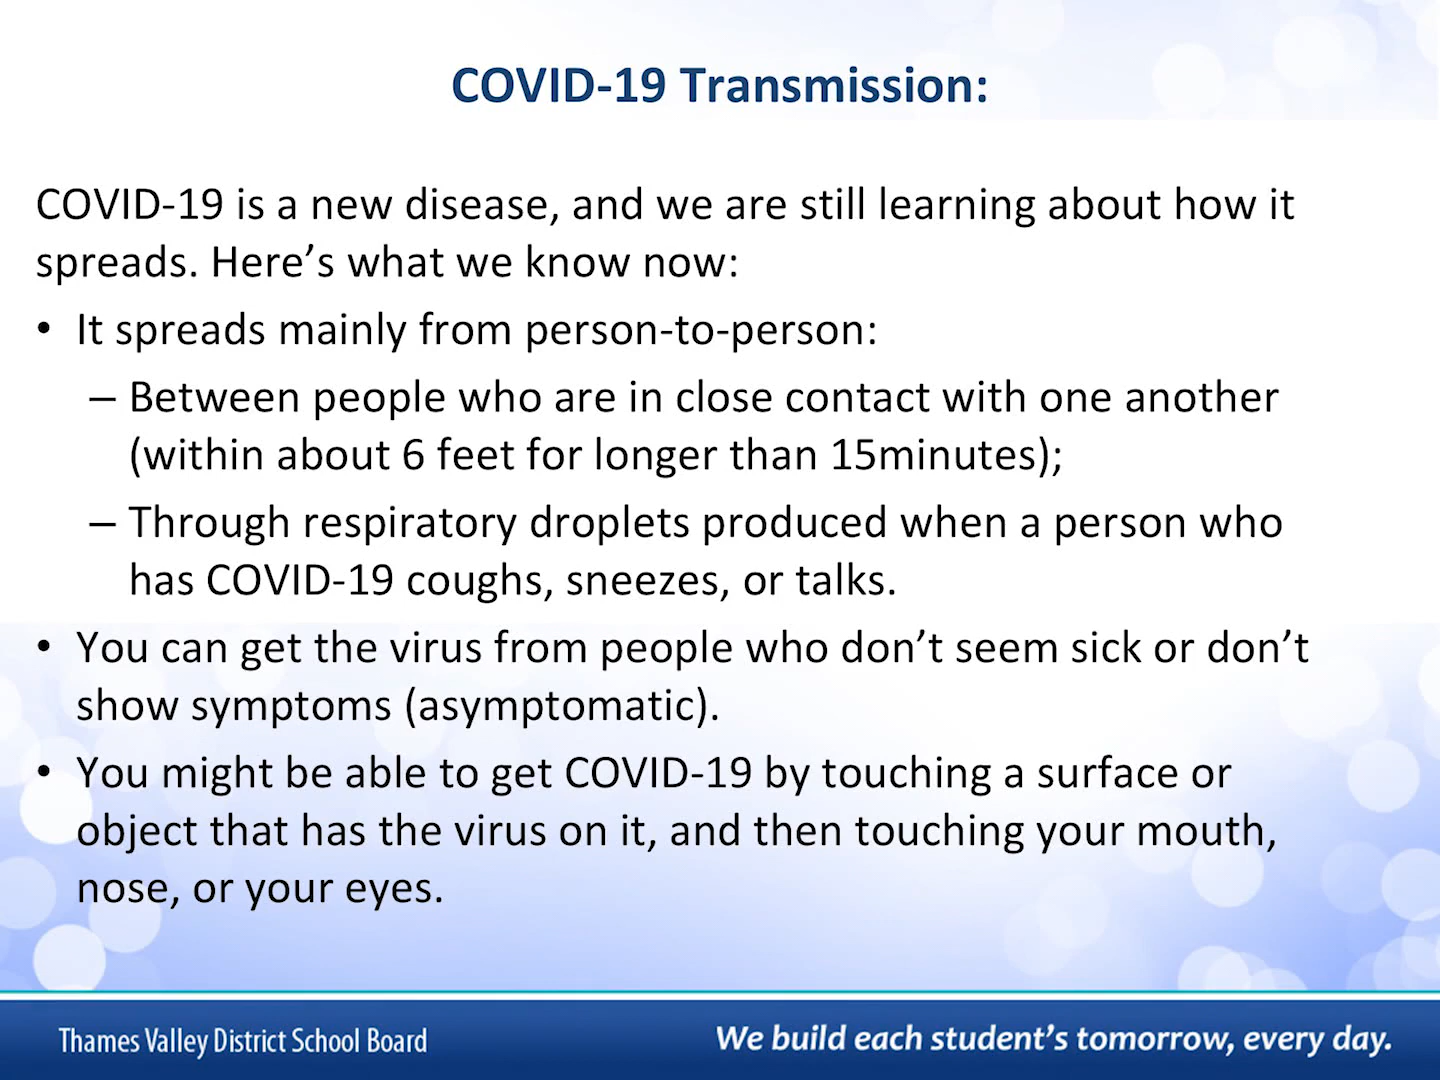 COVID-19 Transmission:
COVID-19 is a new disease, and we are still learning about how it
spreads. Here’s what we know now:
• It spreads mainly from person-to-person:
– Between people who are in close contact with one another
(within about 6 feet for longer than 15minutes);
– Through respiratory droplets produced when a person who
has COVID-19 coughs, sneezes, or talks.
• You can get the virus from people who don’t seem sick or don’t
show symptoms (asymptomatic).
• You might be able to get COVID-19 by touching a surface or
object that has the virus on it, and then touching your mouth,
nose, or your eyes.
Thames Valley District School Board
We build each student’s tomorrow, every day.